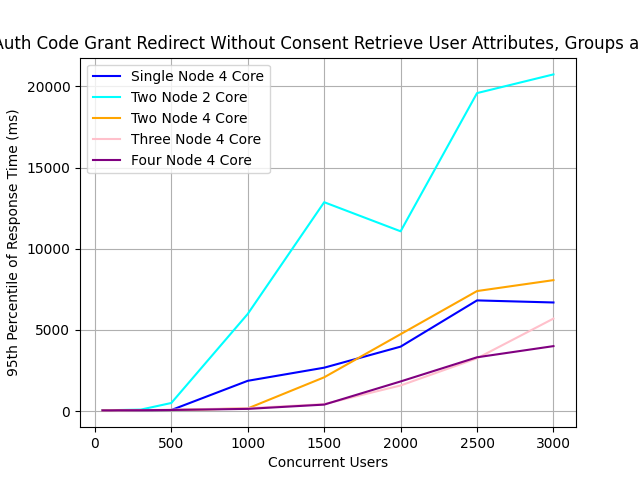 Auth Code Grant Redirect Without Consent Retrieve User Attributes, Groups a
Single Node 4 Core
Two Node 2 Core
Two Node 4 Core
Three Node 4 Core
Four Node 4 Core
95th Percentile of Response Time (ms)
20000
15000
10000
5000
0
0 500 1000 1500 2000 2500 3000
Concurrent Users